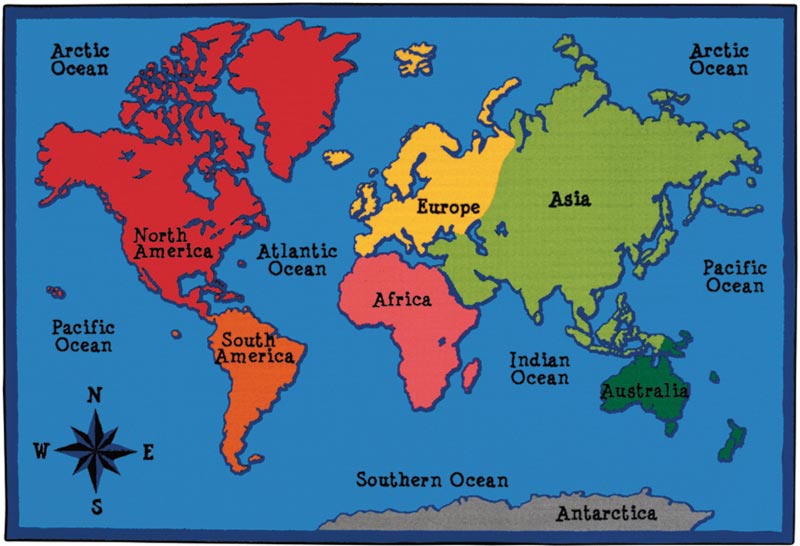 Arctic
Ocean
Arctic
Ocean
North
America
Atlantic
Ocean
Europe
Asia
Africa
Pacific
Ocean
Pacific
Ocean
South
America
Indian
Ocean
Australia
N
W
E
S
Southern Ocean
Antarctica